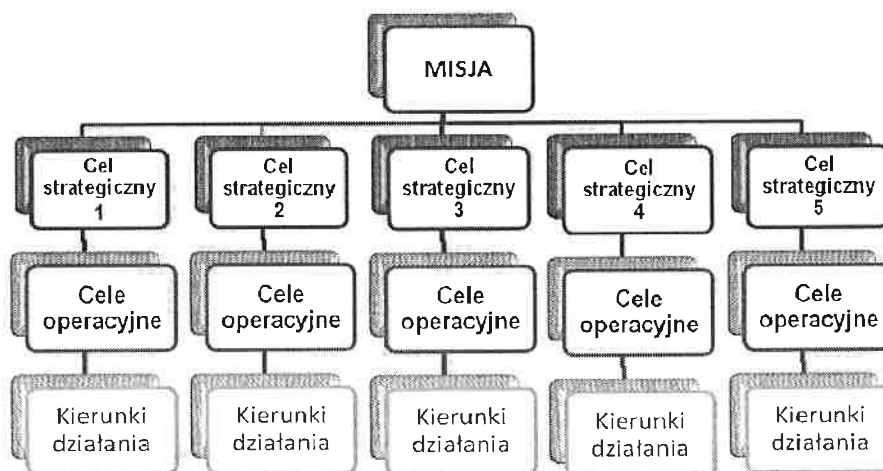 MISJA
Cel
strategiczny
1
Cel
strategiczny
2
Cel
strategiczny
3
Cel
strategiczny
4
Cel
strategiczny
5
Cele
operacyjne
Cele
operacyjne
Cele
operacyjne
Cele
operacyjne
Cele
operacyjne
Kierunki
działania
Kierunki
działania
Kierunki
działania
Kierunki
działania
Kierunki
działania